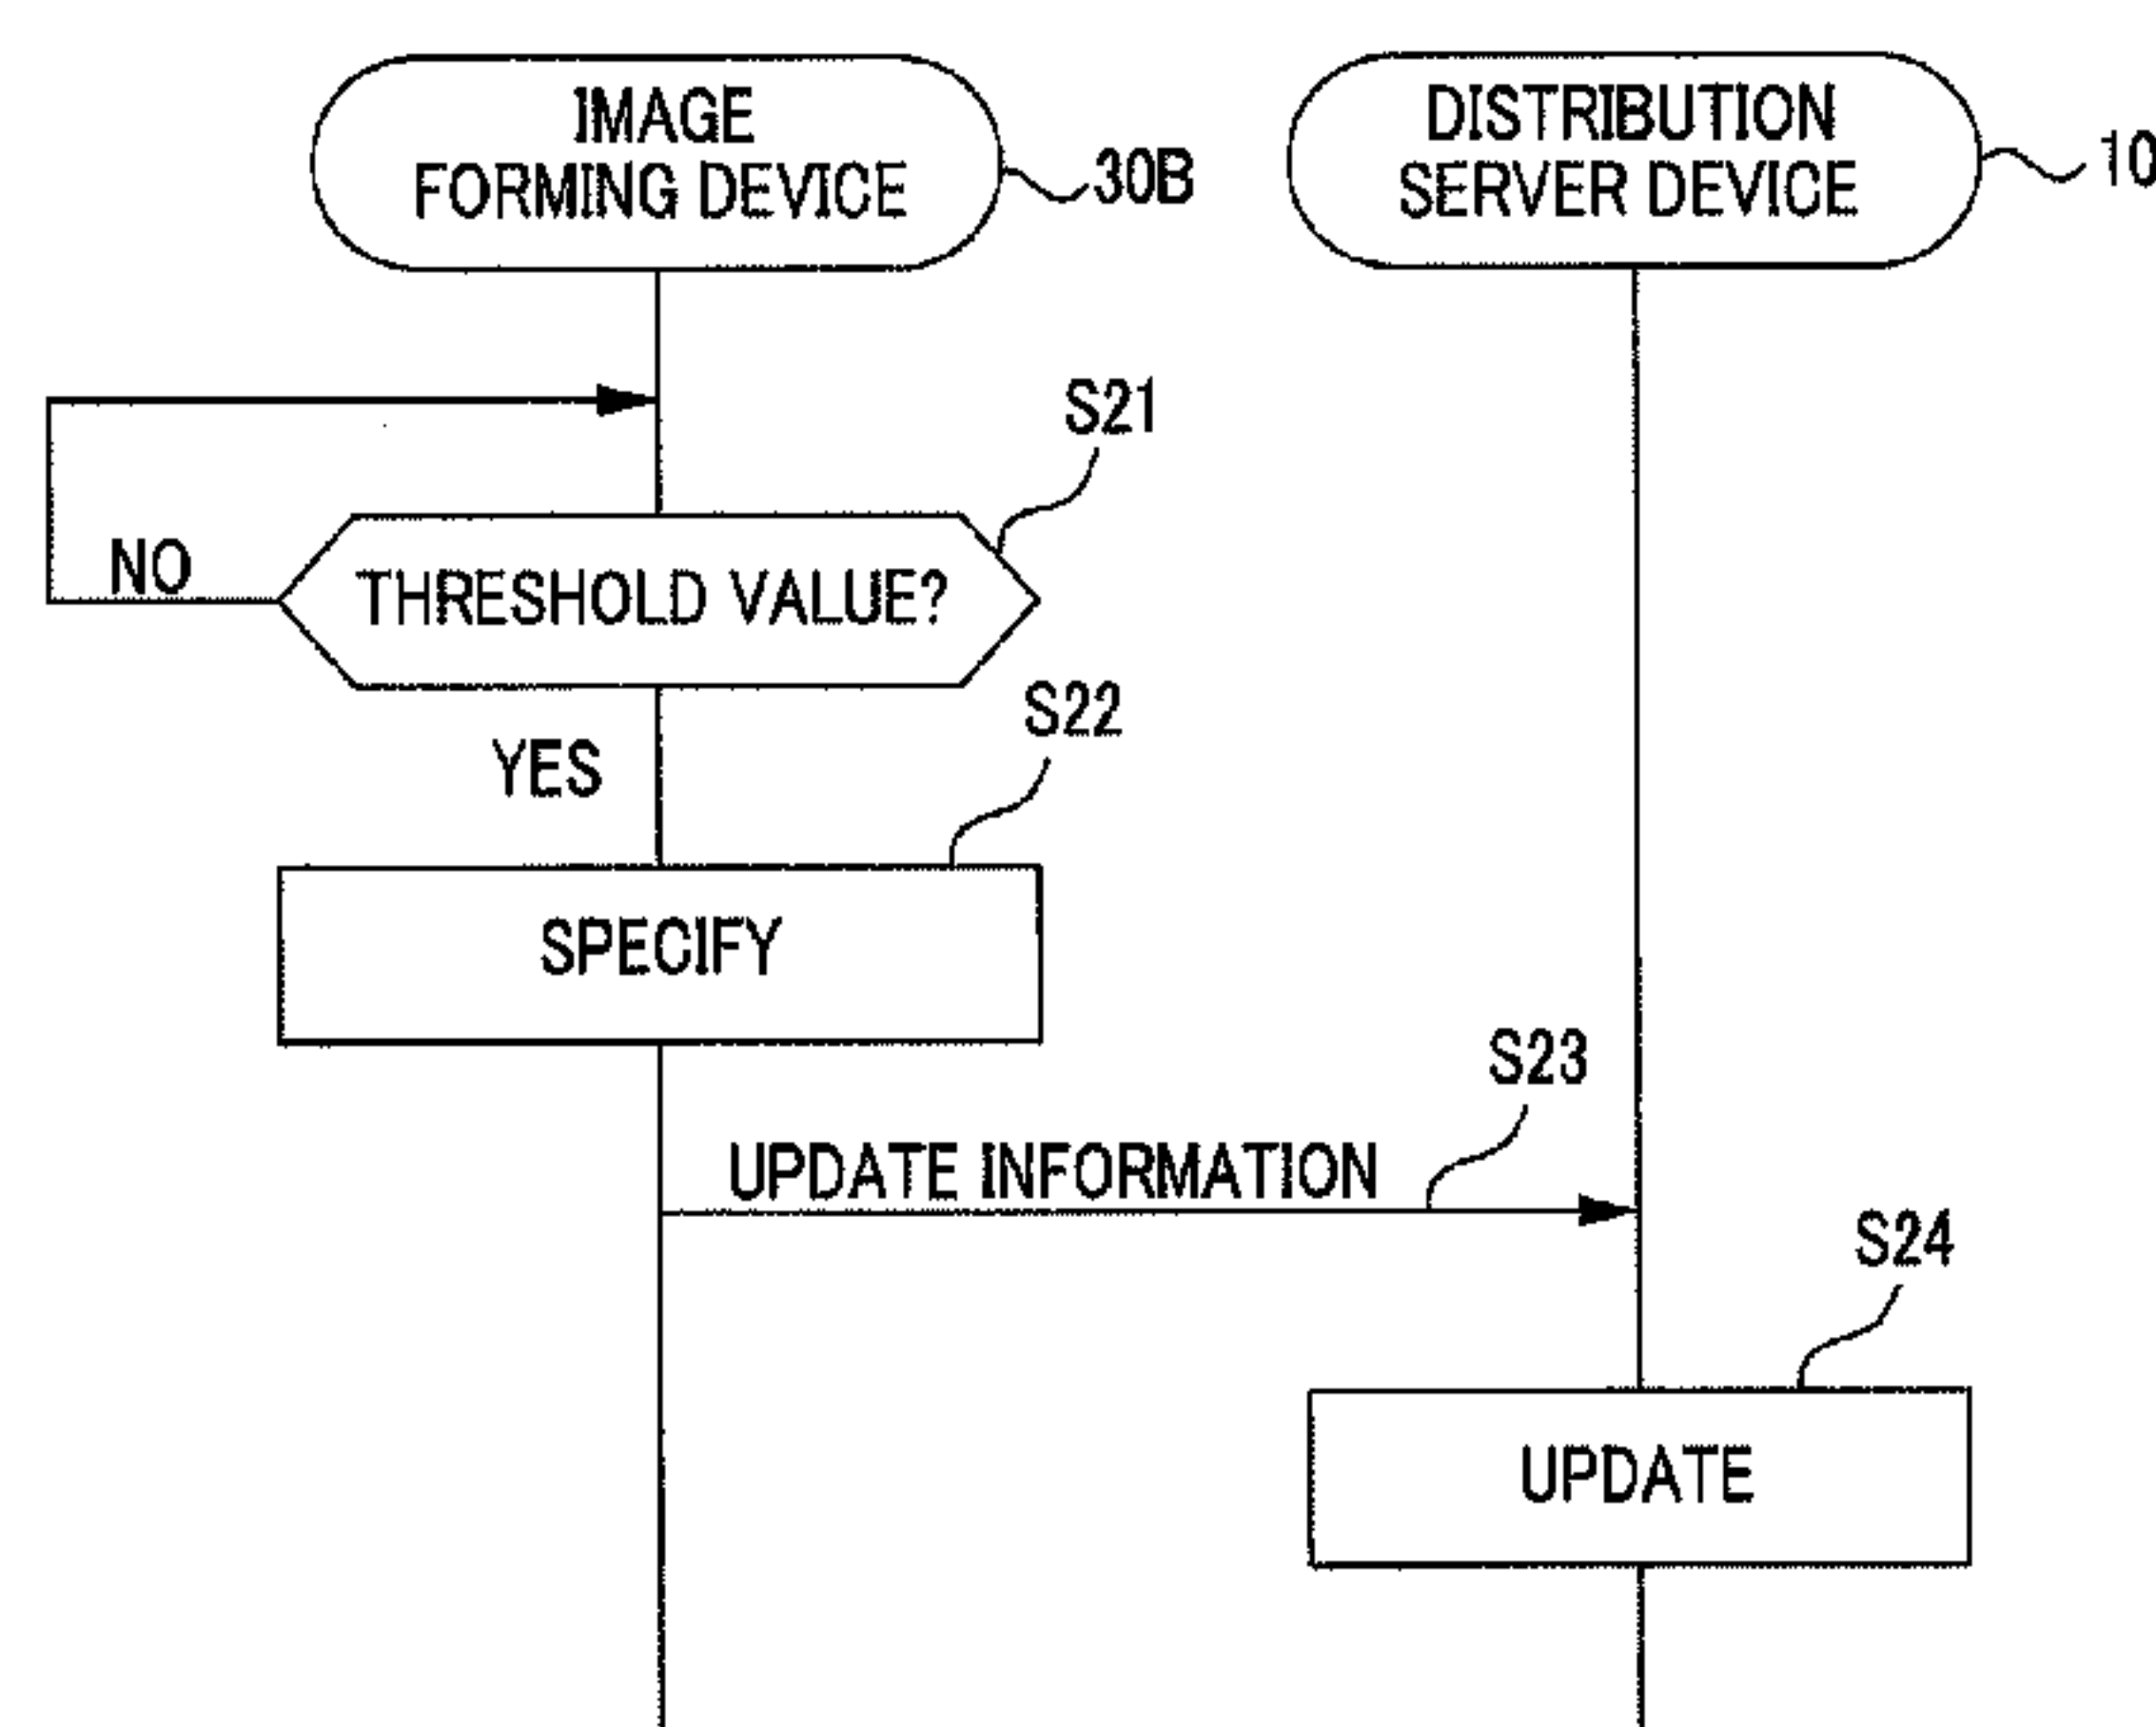 IMAGE
FORMING DEVICE
30B
DISTRIBUTION
SERVER DEVICE
10
S21
NO
THRESHOLD VALUE?
S22
YES
SPECIFY
S23
UPDATE INFORMATION
S24
UPDATE